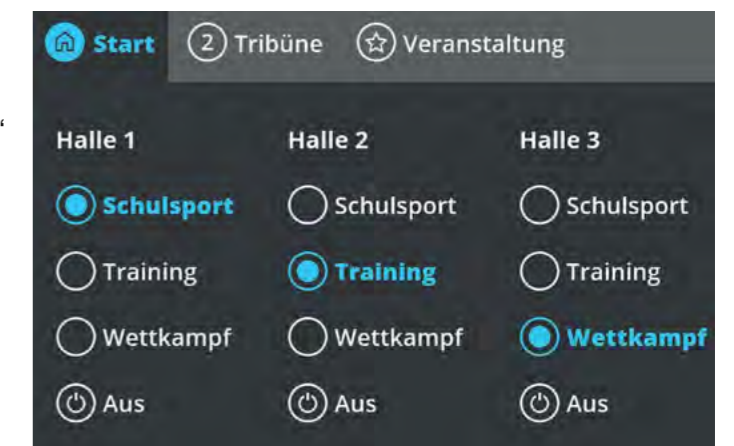 Start 2 Tribüne Veranstaltung
Halle 1 Halle 2 Halle 3
Schulsport Schulsport Schulsport
Training Training Training
Wettkampf Wettkampf Wettkampf
Aus Aus Aus